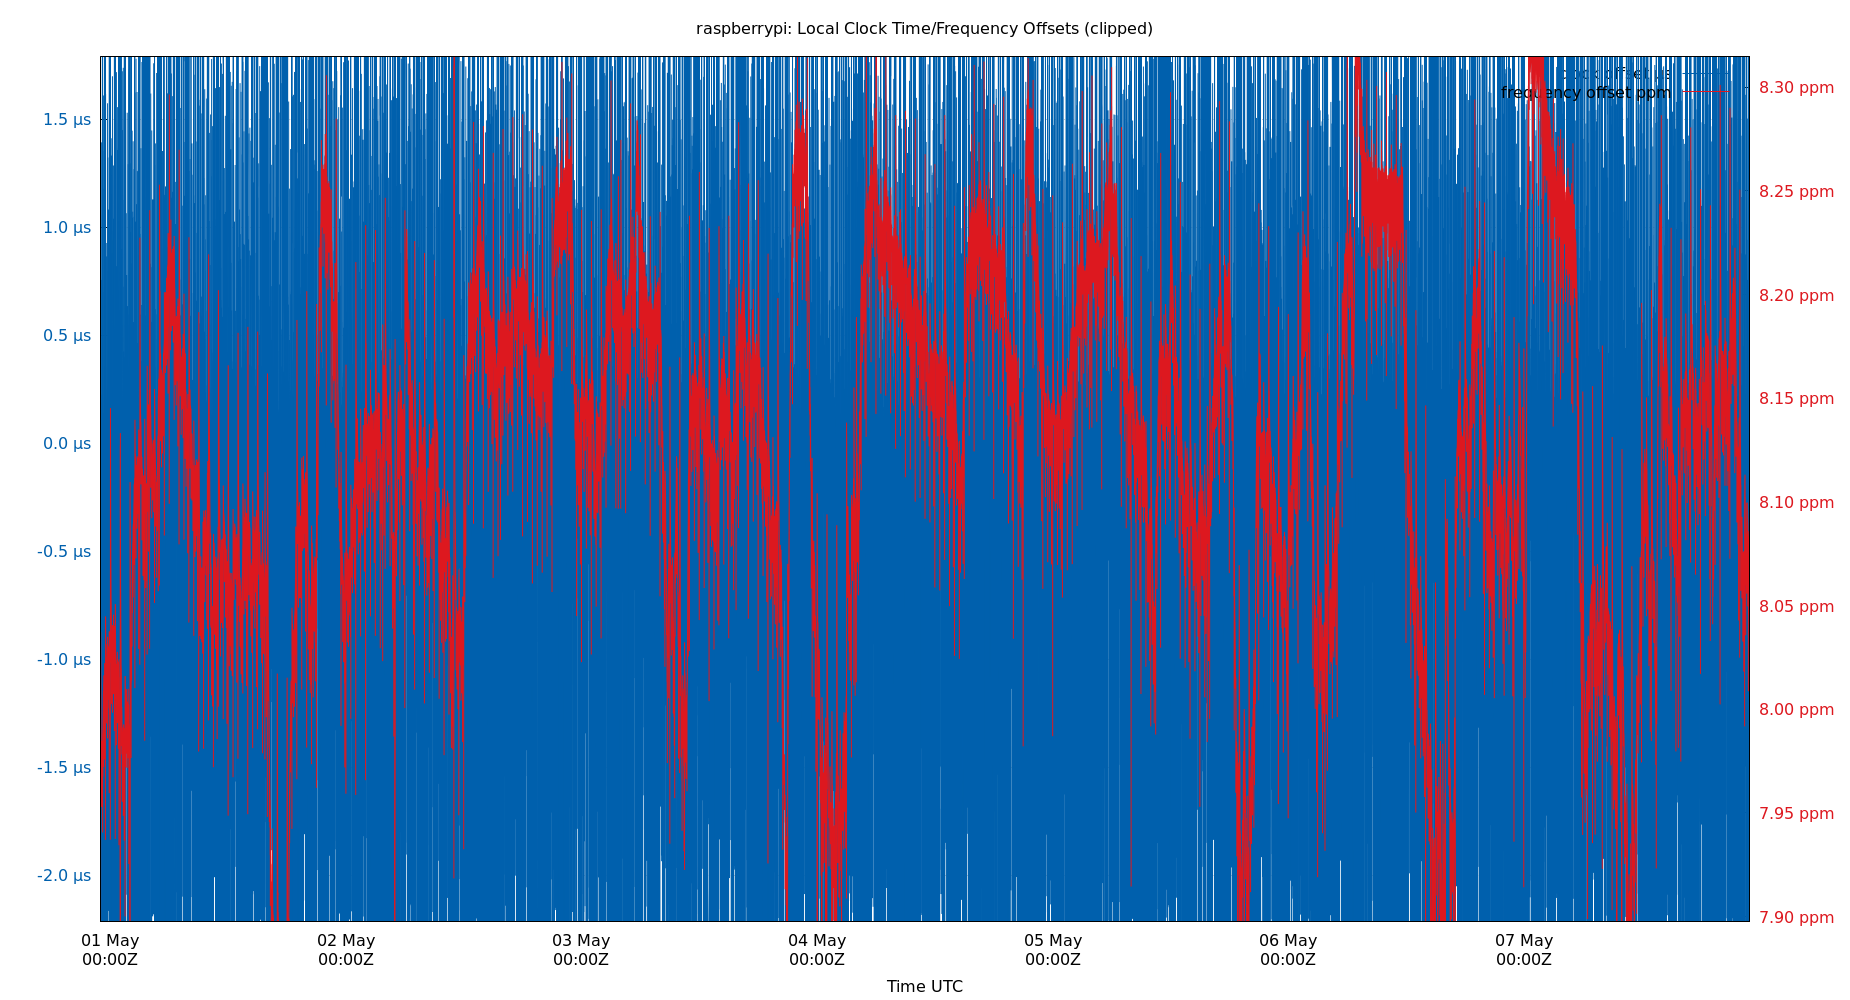 raspberrypi: Local Clock Time/Frequency Offsets (clipped)
clock offset µs
frequency offset ppm
1.5 µs
1.0 µs
0.5 µs
0.0 µs
-0.5 µs
-1.0 µs
-1.5 µs
-2.0 µs
8.30 ppm
8.25 ppm
8.20 ppm
8.15 ppm
8.10 ppm
8.05 ppm
8.00 ppm
7.95 ppm
7.90 ppm
01 May
00:00Z
02 May
00:00Z
03 May
00:00Z
04 May
00:00Z
05 May
00:00Z
06 May
00:00Z
07 May
00:00Z
Time UTC